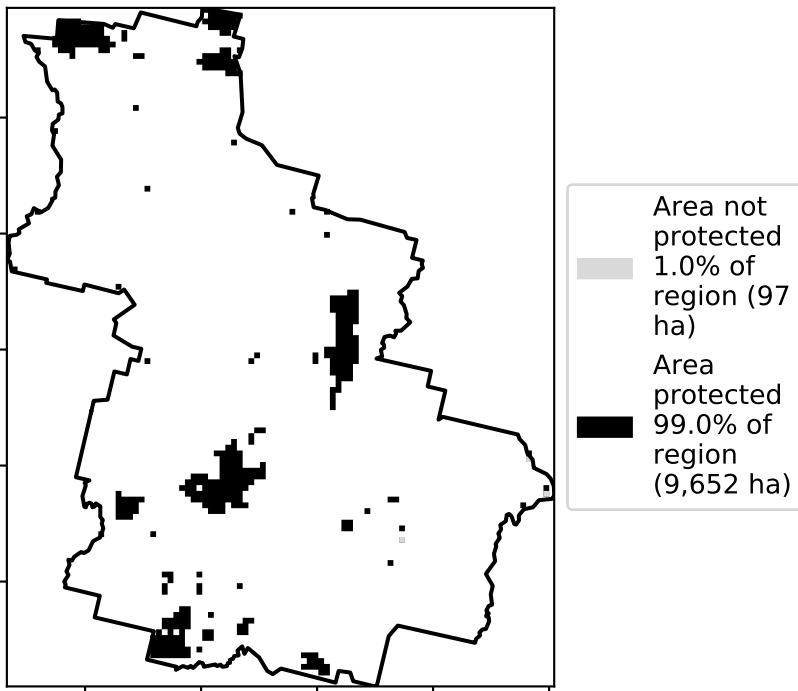 Area not
protected
1.0% of
region (97
ha)
Area
protected
99.0% of
region
(9,652 ha)